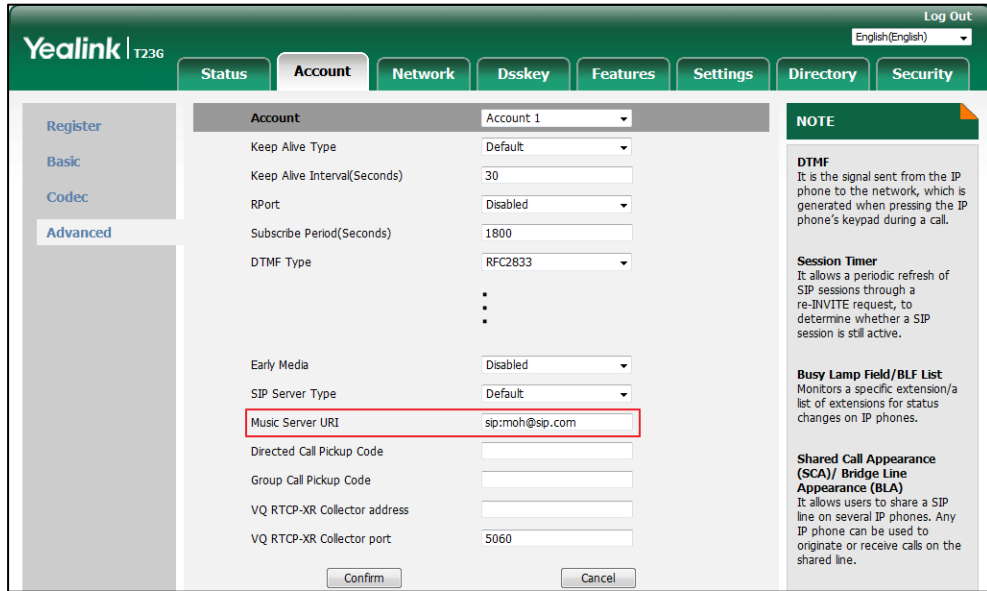 Log Out
English(English)
Yealink T23G
Status Account Network Dsskey Features Settings Directory Security
Register
Basic
Codec
Advanced
Account Account 1
Keep Alive Type Default
Keep Alive Interval(Seconds) 30
RPort Disabled
Subscribe Period(Seconds) 1800
DTMF Type RFC2833
Early Media Disabled
SIP Server Type Default
Music Server URI sip:moh@sip.com
Directed Call Pickup Code
Group Call Pickup Code
VQ RTCP-XR Collector address
VQ RTCP-XR Collector port 5060
Confirm Cancel
NOTE
DTMF
It is the signal sent from the IP
phone to the network, which is
generated when pressing the IP
phone's keypad during a call.
Session Timer
It allows a periodic refresh of
SIP sessions through a
re-INVITE request, to
determine whether a SIP
session is still active.
Busy Lamp Field/BLF List
Monitors a specific extension/a
list of extensions for status
changes on IP phones.
Shared Call Appearance
(SCA)/ Bridge Line
Appearance (BLA)
It allows users to share a SIP
line on several IP phones. Any
IP phone can be used to
originate or receive calls on the
shared line.